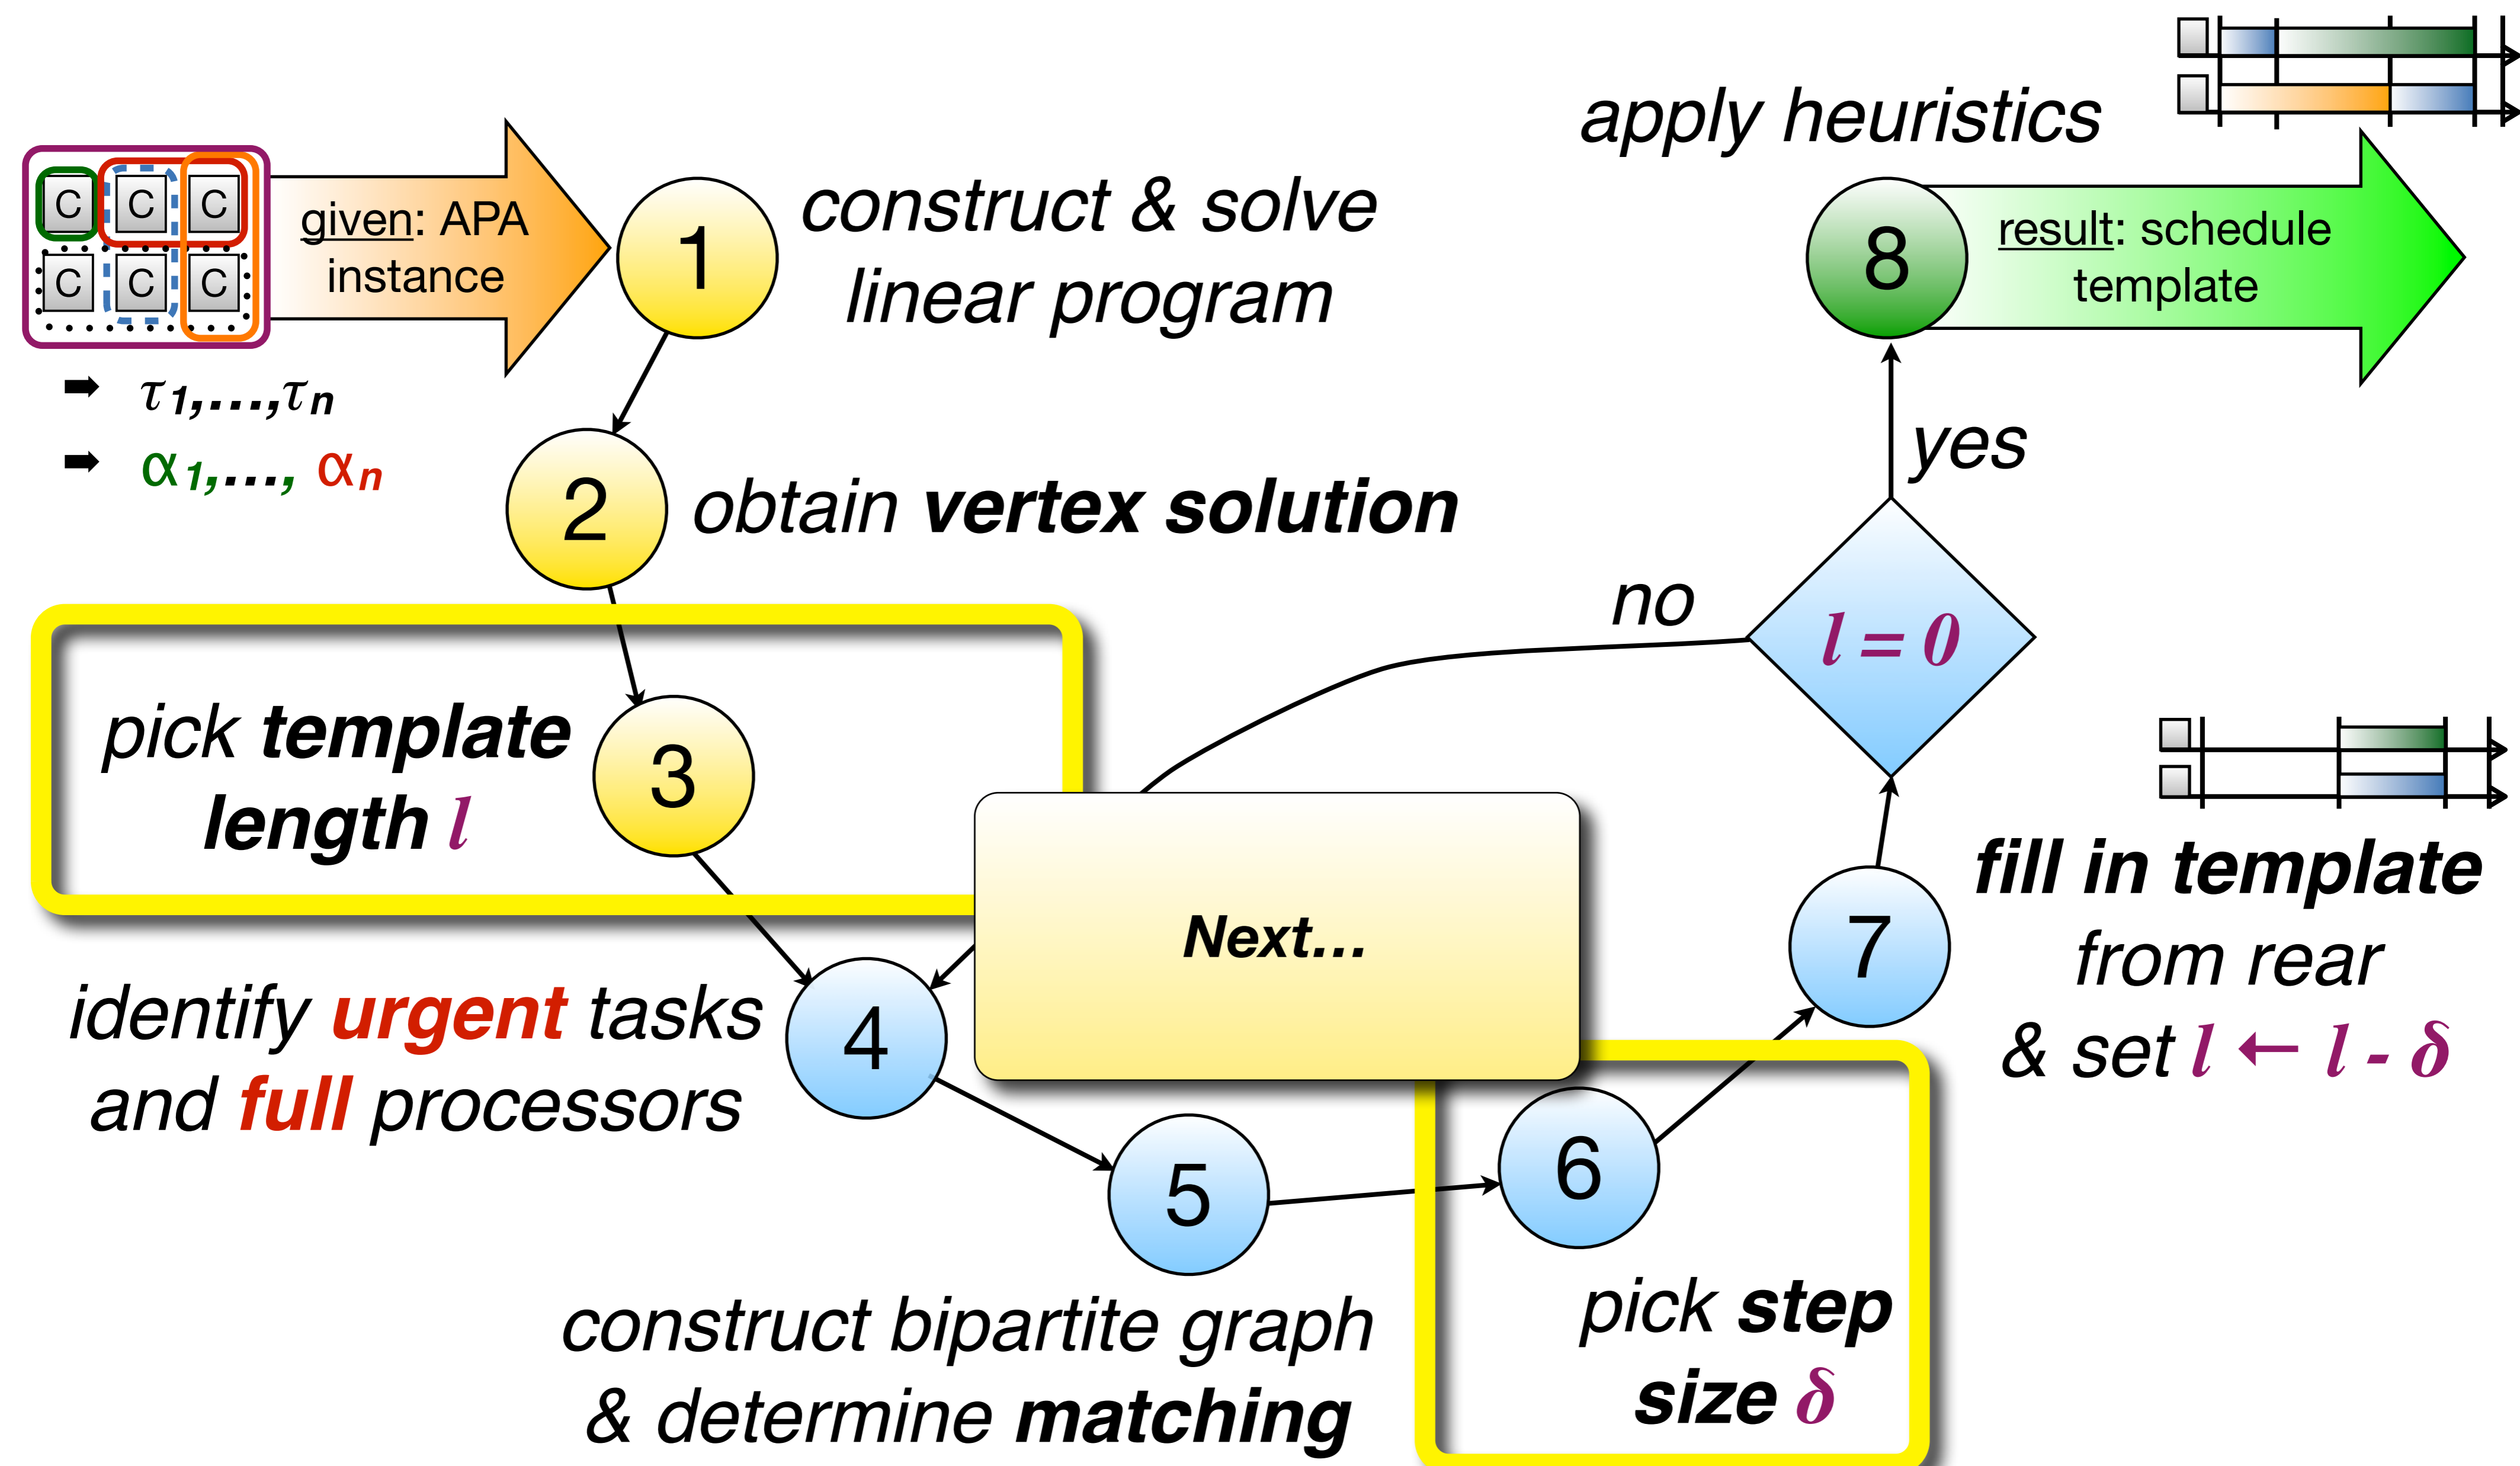 C C C
C C C
given: APA
instance
➡ τ1,...,τn
➡ α1,..., αn
1
construct & solve
linear program
2
obtain vertex solution
3
pick template
length l
4
identify urgent tasks
and full processors
5
construct bipartite graph
& determine matching
6
pick step
size δ
Next...
7
fill in template
from rear
& set l ← l - δ
l = 0
no
yes
8
apply heuristics
result: schedule
template